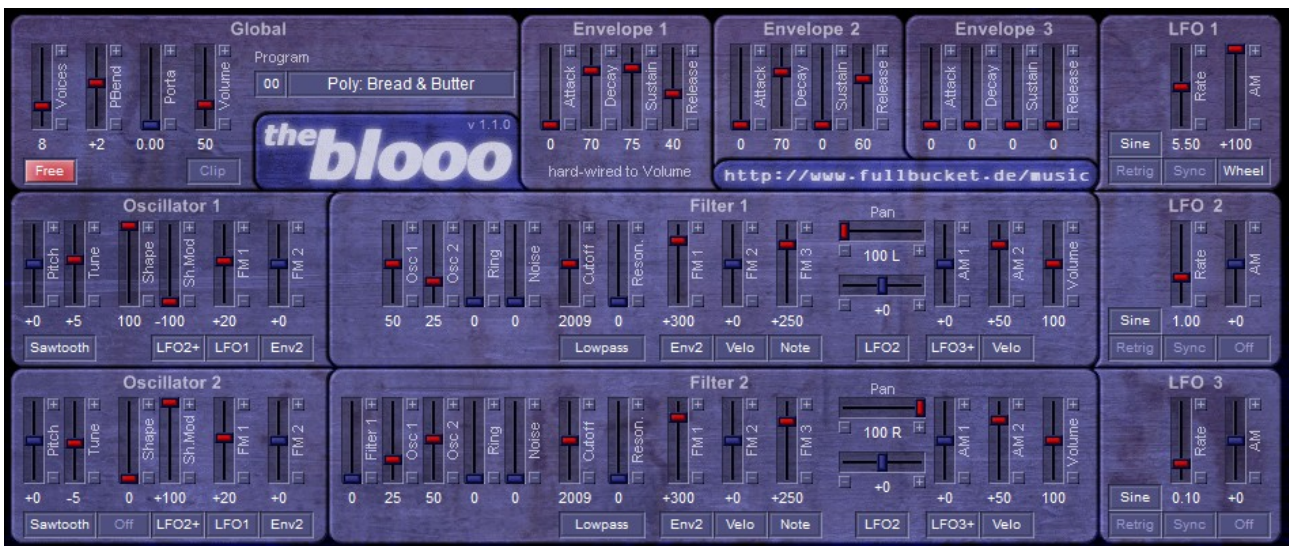 Global
Voices PBend Porta Volume
8 +2 0.00 50
Free Clip
Program
00 Poly: Bread & Butter
the blooo
v 1.1.0
Envelope 1
Attack Decay Sustain Release
0 70 75 40
hard-wired to Volume
Envelope 2
Attack Decay Sustain Release
0 70 0 60
Envelope 3
Attack Decay Sustain Release
0 0 0 0
http://www.fullbucket.de/music
LFO 1
Rate AM
Sine 5.50 +100
Retrig Sync Wheel
Oscillator 1
Pitch Tune Shape Sh.Mod FM 1 FM 2
+0 +5 100 -100 +20 +0
Sawtooth LFO2+ LFO1 Env2
Filter 1
Osc 1 Osc 2 Ring Noise Cutoff Reson. FM 1 FM 2 FM 3 Pan AM 1 AM 2 Volume
100 L
+0
50 25 0 0 2009 0 +300 +0 +250 +0 +50 100
Lowpass Env2 Velo Note LFO2 LFO3+ Velo
LFO 2
Rate AM
Sine 1.00 +0
Retrig Sync Off
Oscillator 2
Pitch Tune Shape Sh.Mod FM 1 FM 2
+0 -5 0 +100 +20 +0
Sawtooth Off LFO2+ LFO1 Env2
Filter 2
Filter 1 Osc 1 Osc 2 Ring Noise Cutoff Reson. FM 1 FM 2 FM 3 Pan AM 1 AM 2 Volume
100 R
+0
0 25 50 0 0 2009 0 +300 +0 +250 +0 +50 100
Lowpass Env2 Velo Note LFO2 LFO3+ Velo
LFO 3
Rate AM
Sine 0.10 +0
Retrig Sync Off